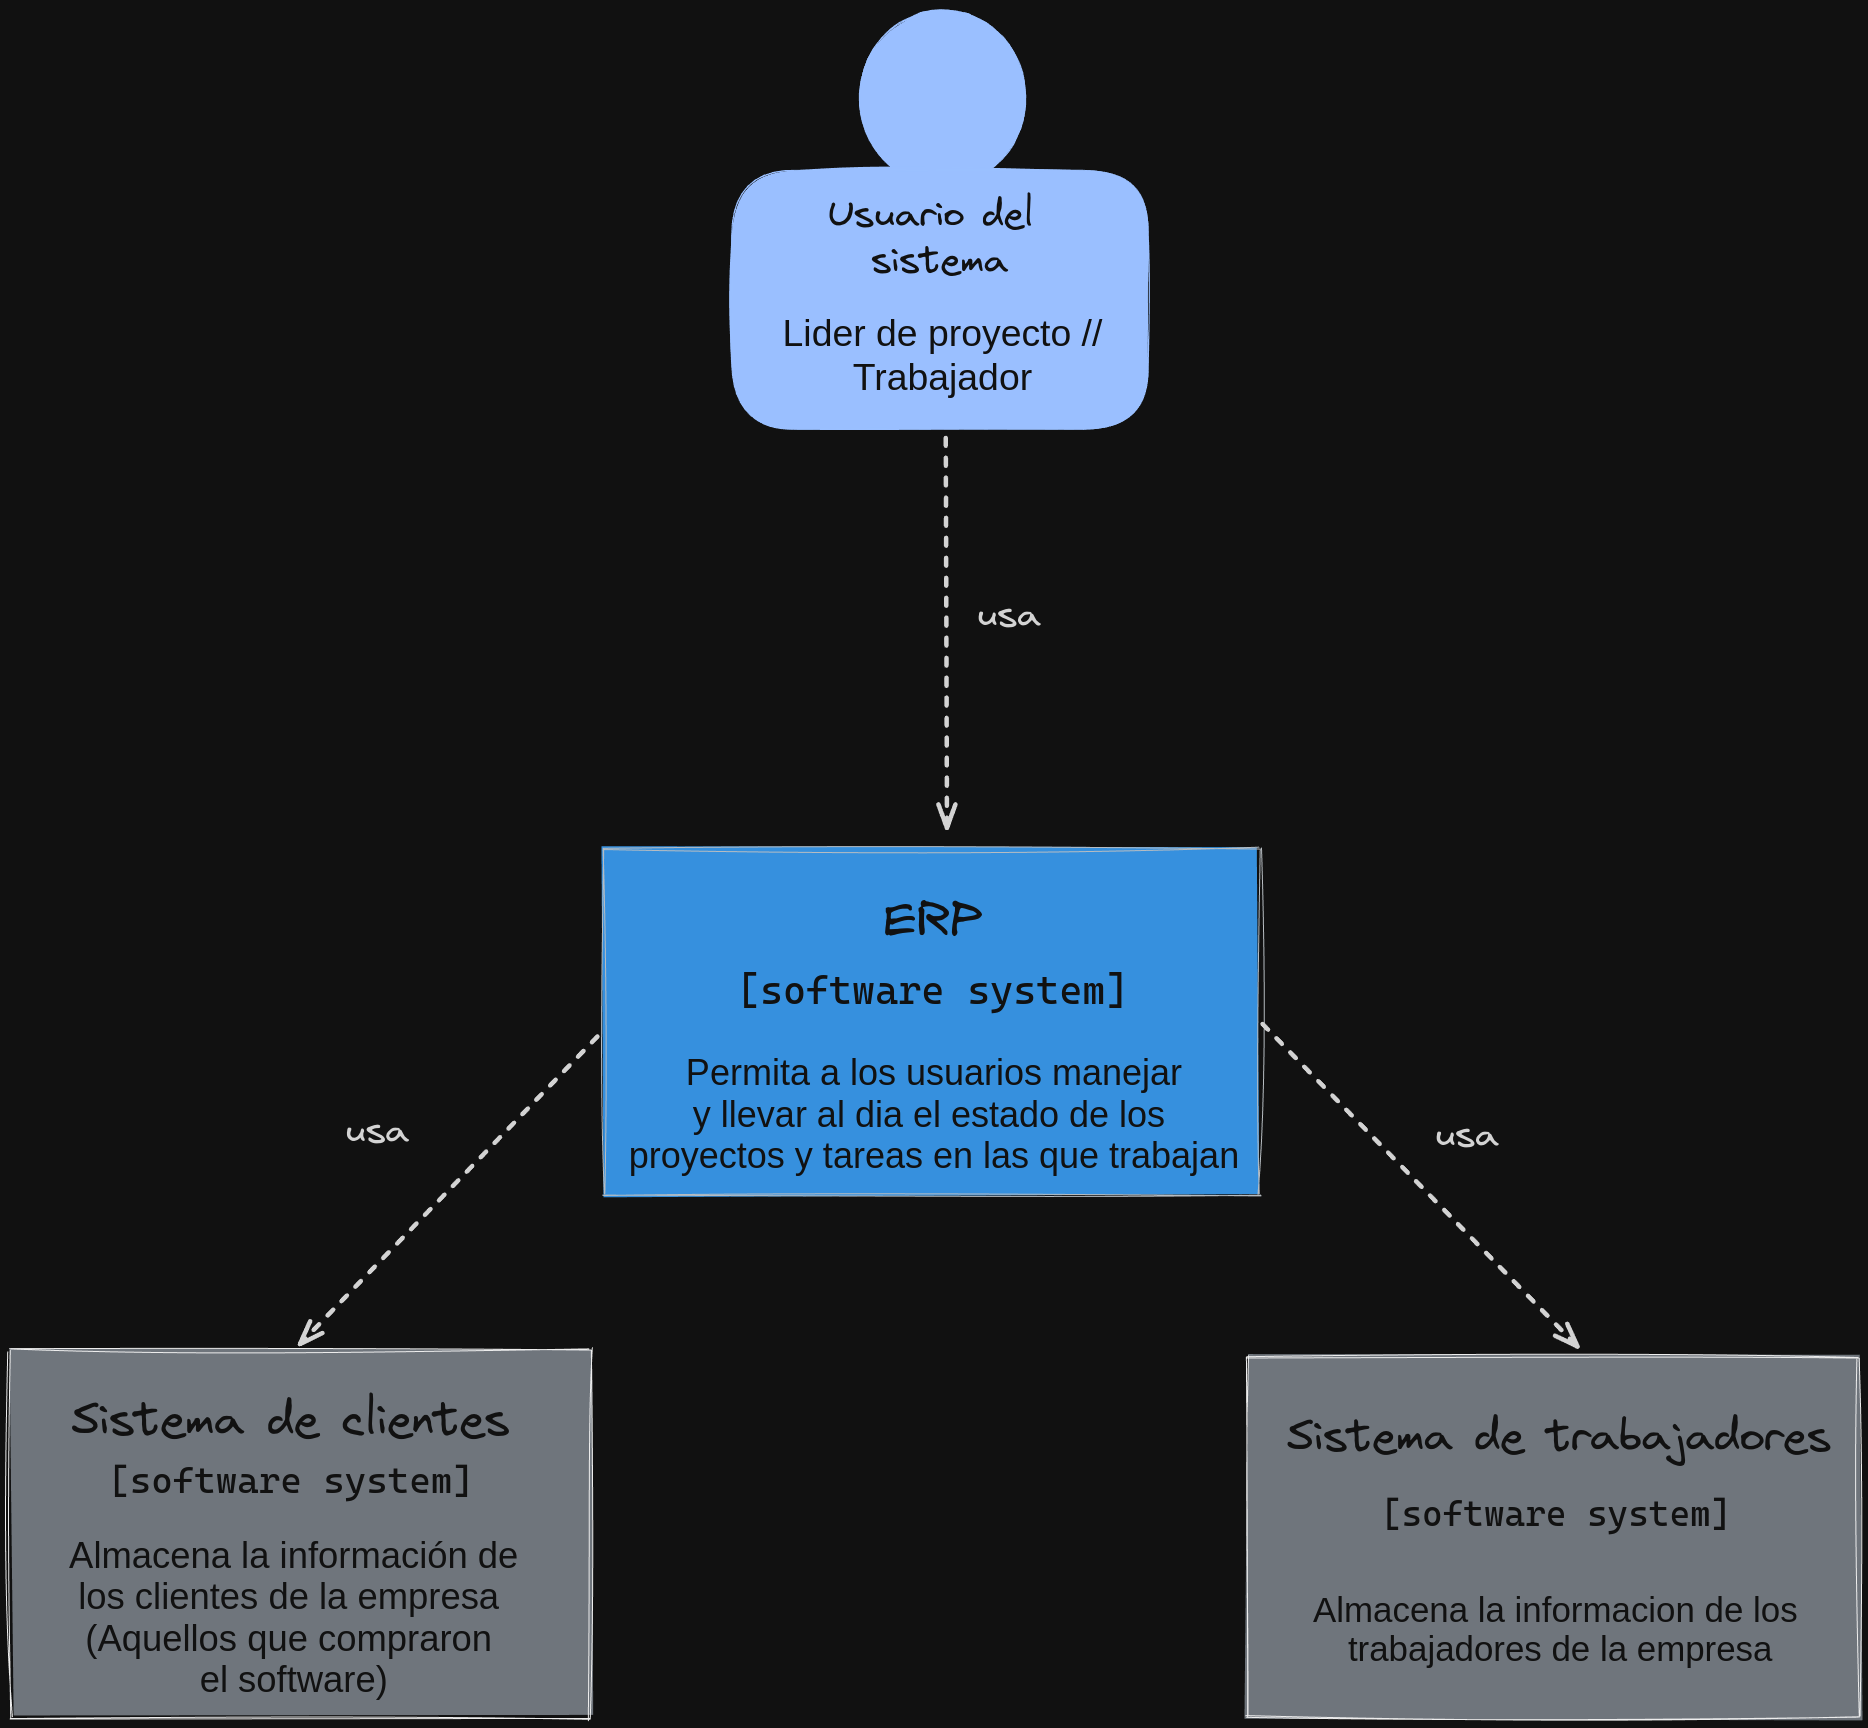 Usuario del
sistema
Lider de proyecto //
Trabajador
usa
ERP
[software system]
Permita a los usuarios manejar
y llevar al dia el estado de los
proyectos y tareas en las que trabajan
usa
usa
Sistema de clientes
[software system]
Almacena la información de
los clientes de la empresa
(Aquellos que compraron
el software)
Sistema de trabajadores
[software system]
Almacena la informacion de los
trabajadores de la empresa